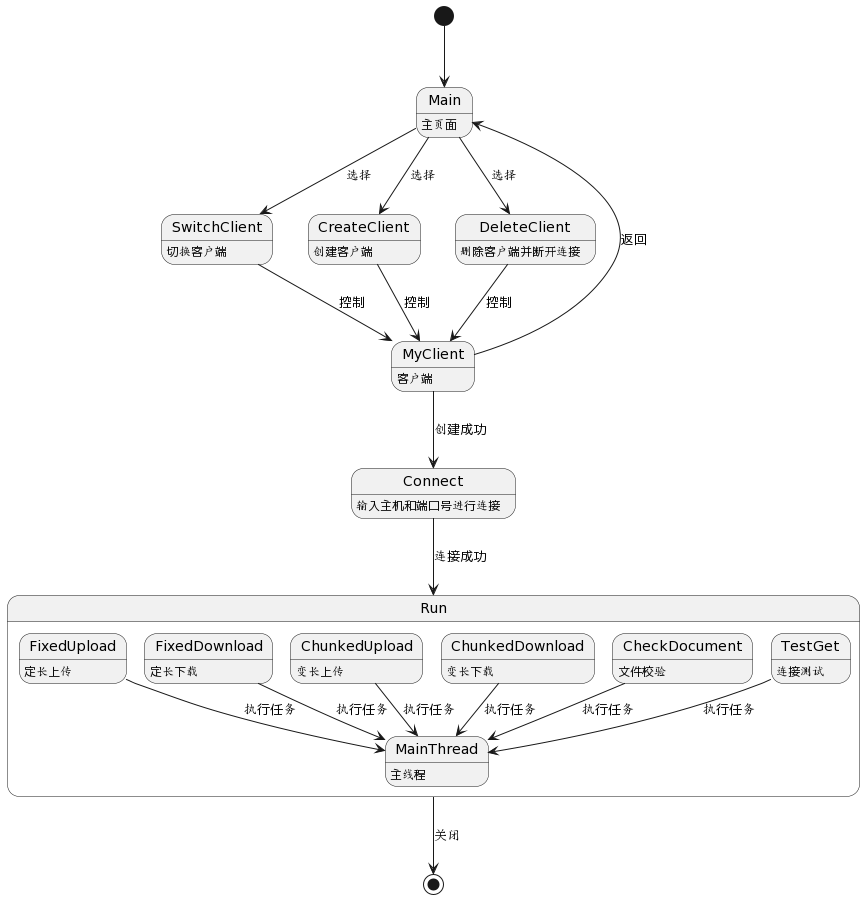 Main
主页面
选择
选择
选择
SwitchClient
切换客户端
CreateClient
创建客户端
DeleteClient
删除客户端并断开连接
返回
控制
控制
控制
MyClient
客户端
创建成功
Connect
输入主机和端口号进行连接
连接成功
Run
FixedUpload
定长上传
FixedDownload
定长下载
ChunkedUpload
变长上传
ChunkedDownload
变长下载
CheckDocument
文件校验
TestGet
连接测试
执行任务
执行任务
执行任务
执行任务
执行任务
执行任务
MainThread
主线程
关闭